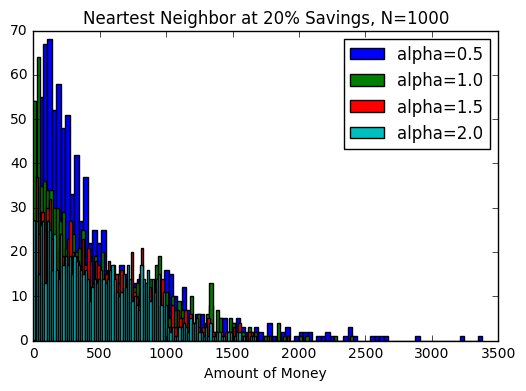 Neartest Neighbor at 20% Savings, N=1000
70
60
50
40
30
20
10
0
alpha=0.5
alpha=1.0
alpha=1.5
alpha=2.0
0 500 1000 1500 2000 2500 3000 3500
Amount of Money